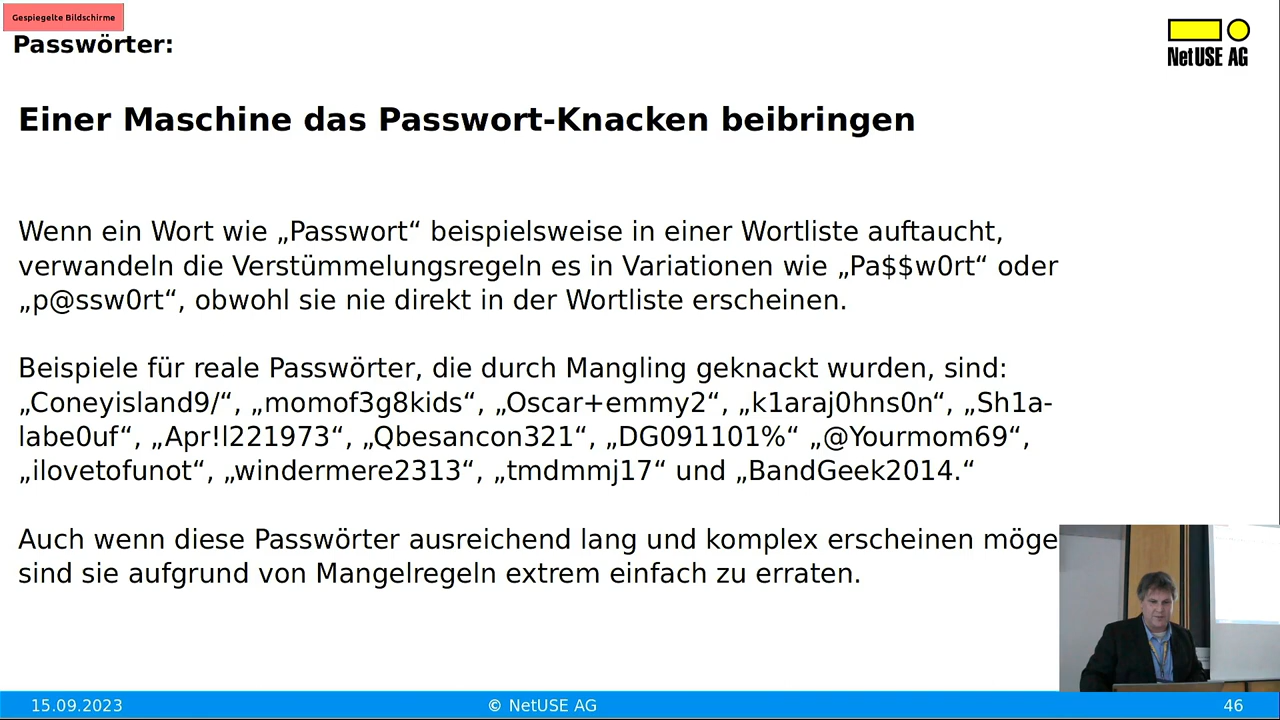 Gespiegelte Bildschirme
Passwörter:
NetUSE AG
Einer Maschine das Passwort-Knacken beibringen
Wenn ein Wort wie „Passwort“ beispielsweise in einer Wortliste auftaucht,
verwandeln die Verstümmelungsregeln es in Variationen wie „Pa$$w0rt“ oder
„p@ssw0rt“, obwohl sie nie direkt in der Wortliste erscheinen.
Beispiele für reale Passwörter, die durch Mangling geknackt wurden, sind:
„Coneyisland9/“, „momof3g8kids“, „Oscar+emmy2“, „k1araj0hns0n“, „Sh1a-
labe0uf“, „Apr!l221973“, „Qbesancon321“, „DG091101%“ „@Yourmom69“,
„ilovetofunot“, „windermere2313“, „tmdmmj17“ und „BandGeek2014.“
Auch wenn diese Passwörter ausreichend lang und komplex erscheinen möge
sind sie aufgrund von Mangelregeln extrem einfach zu erraten.
15.09.2023
© NetUSE AG
46